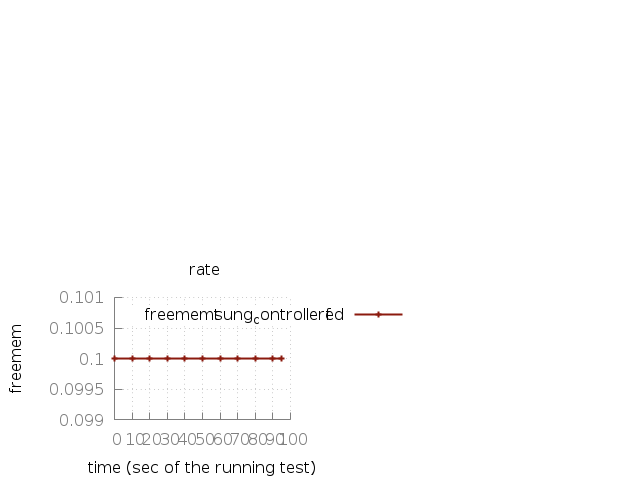 rate
0.101
freememtsung_controllerfed
0.1005
freemem
0.1
0.0995
0.099
0 10 20 30 40 50 60 70 80 90 100
time (sec of the running test)